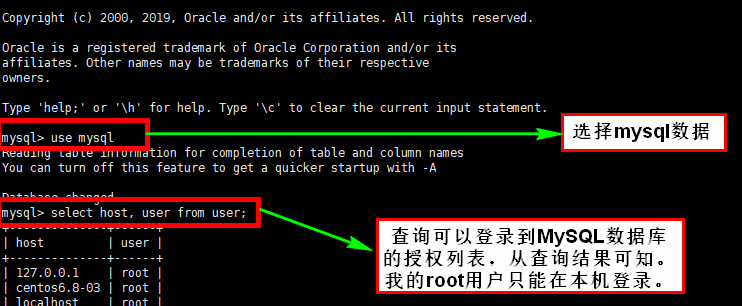 Copyright (c) 2000, 2019, Oracle and/or its affiliates. All rights reserved.
Oracle is a registered trademark of Oracle Corporation and/or its
affiliates. Other names may be trademarks of their respective
owners.
Type 'help;' or '\h' for help. Type '\c' to clear the current input statement.
mysql> use mysql
选择mysql数据
Reading table information for completion of table and column names
You can turn off this feature to get a quicker startup with -A
Database changed
mysql> select host, user from user;
+--------------+------+
| host         | user |
+--------------+------+
| 127.0.0.1    | root |
| centos6.8-03 | root |
| localhost    | root |
查询可以登录到MySQL数据库
的授权列表．从查询结果可知。
我的root用户只能在本机登录。